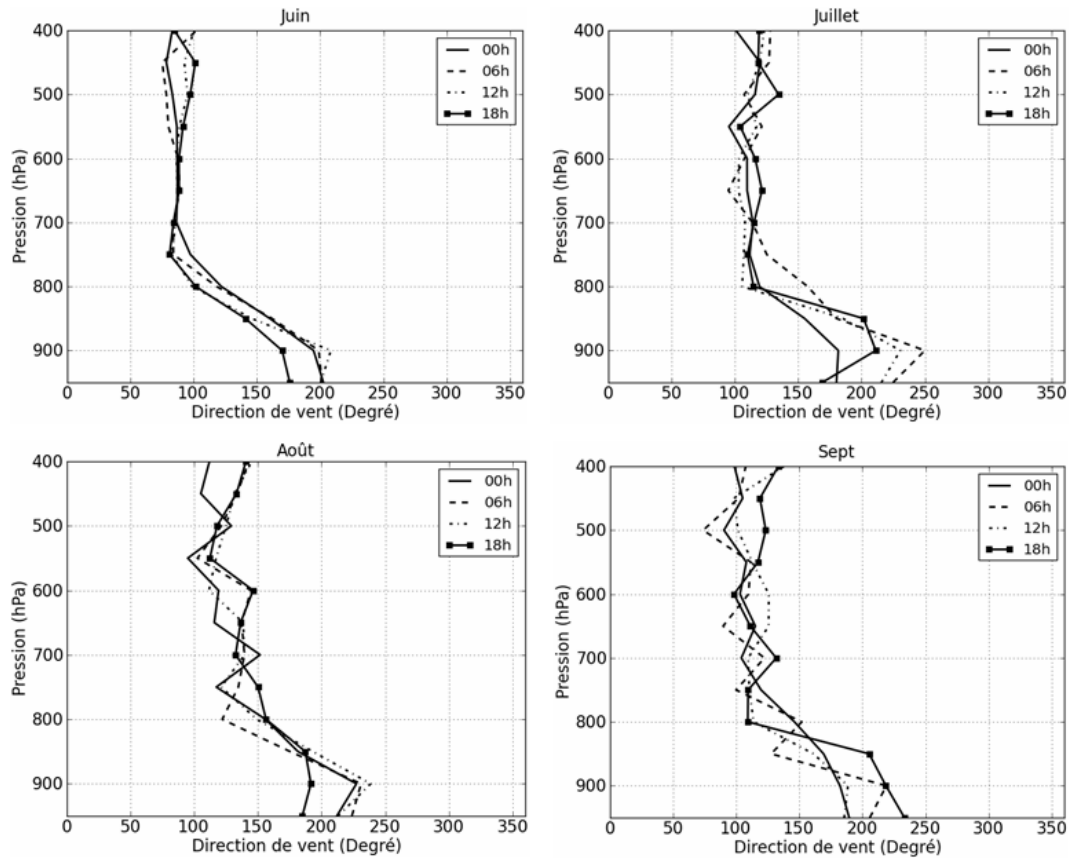 Juin
400
500
600
700
800
900
Pression (hPa)
0 50 100 150 200 250 300 350
Direction de vent (Degré)
00h
06h
12h
18h
Juillet
400
500
600
700
800
900
Pression (hPa)
0 50 100 150 200 250 300 350
Direction de vent (Degré)
00h
06h
12h
18h
Août
400
500
600
700
800
900
Pression (hPa)
0 50 100 150 200 250 300 350
Direction de vent (Degré)
00h
06h
12h
18h
Sept
400
500
600
700
800
900
Pression (hPa)
0 50 100 150 200 250 300 350
Direction de vent (Degré)
00h
06h
12h
18h